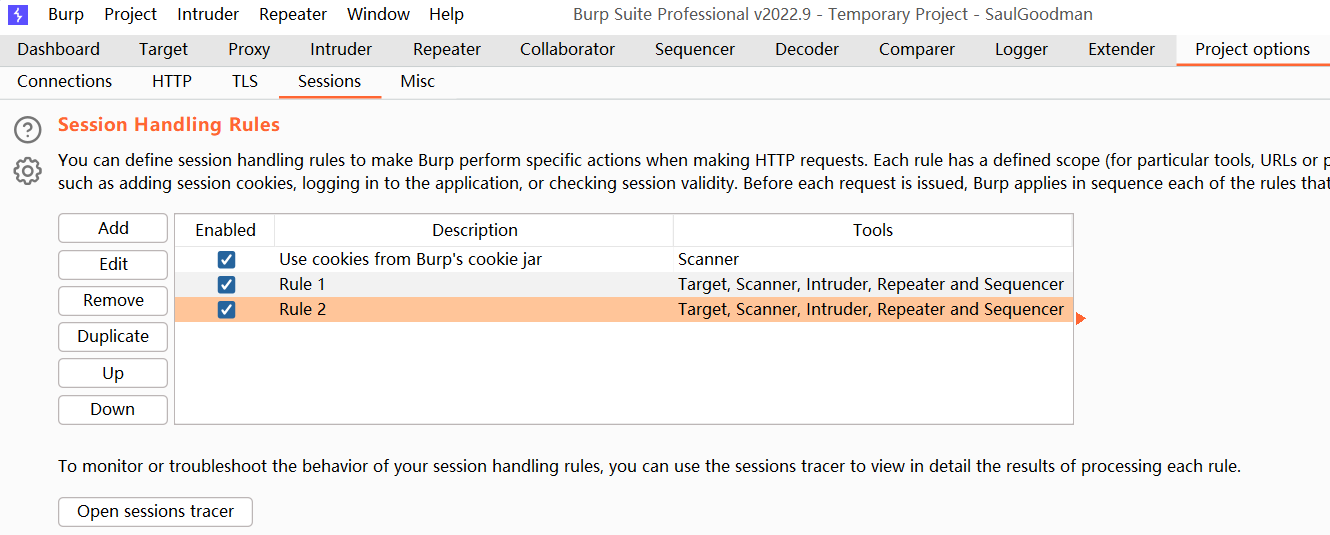 Burp Project Intruder Repeater Window Help Burp Suite Professional v2022.9 - Temporary Project - SaulGoodman
Dashboard Target Proxy Intruder Repeater Collaborator Sequencer Decoder Comparer Logger Extender Project options
Connections HTTP TLS Sessions Misc
Session Handling Rules
You can define session handling rules to make Burp perform specific actions when making HTTP requests. Each rule has a defined scope (for particular tools, URLs or p
such as adding session cookies, logging in to the application, or checking session validity. Before each request is issued, Burp applies in sequence each of the rules that
Add Enabled Description Tools
Edit Use cookies from Burp's cookie jar Scanner
Remove Rule 1 Target, Scanner, Intruder, Repeater and Sequencer
Duplicate Rule 2 Target, Scanner, Intruder, Repeater and Sequencer
Up
Down
To monitor or troubleshoot the behavior of your session handling rules, you can use the sessions tracer to view in detail the results of processing each rule.
Open sessions tracer